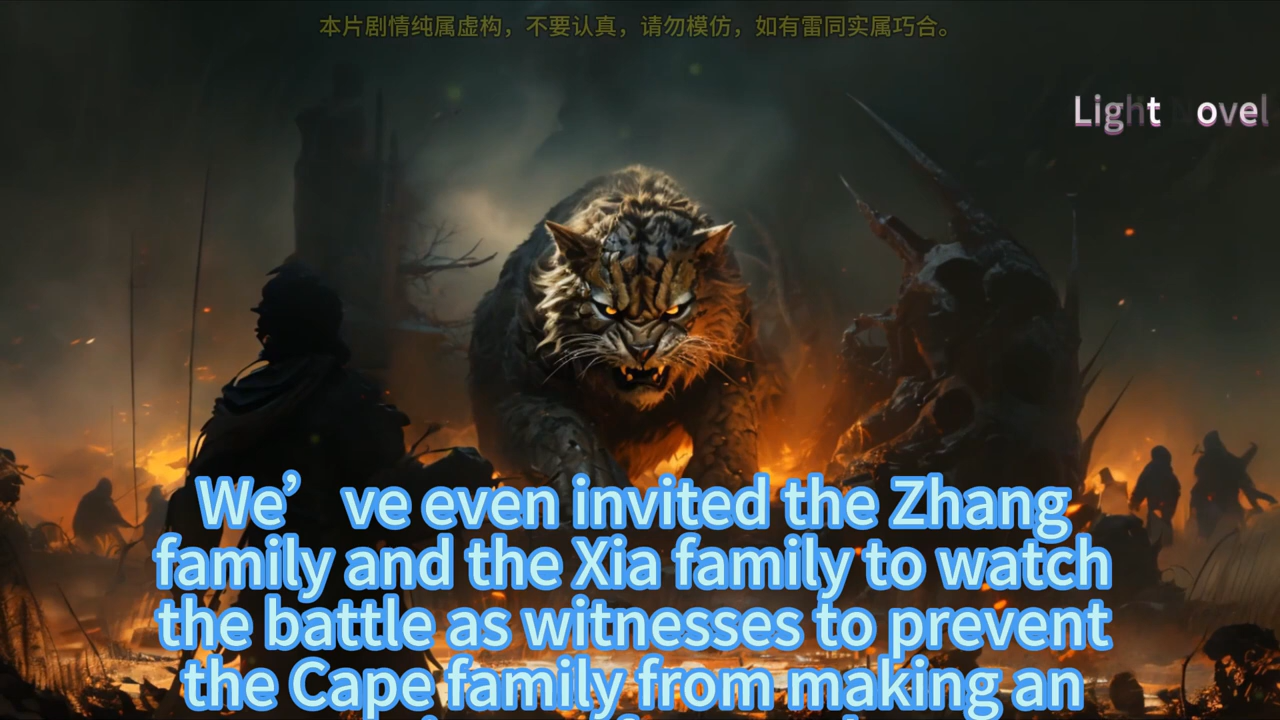 本片剧情纯属虚构，不要认真，请勿模仿，如有雷同实属巧合。
Light Novel
We’ve even invited the Zhang
family and the Xia family to watch
the battle as witnesses to prevent
the Cape family from making an